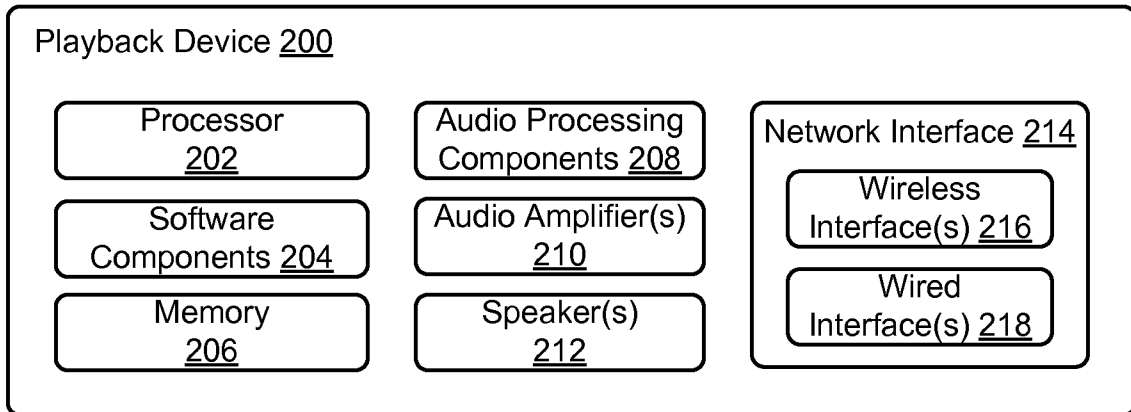 Playback Device 200
Processor
202
Software
Components 204
Memory
206
Audio Processing
Components 208
Audio Amplifier(s)
210
Speaker(s)
212
Network Interface 214
Wireless
Interface(s) 216
Wired
Interface(s) 218